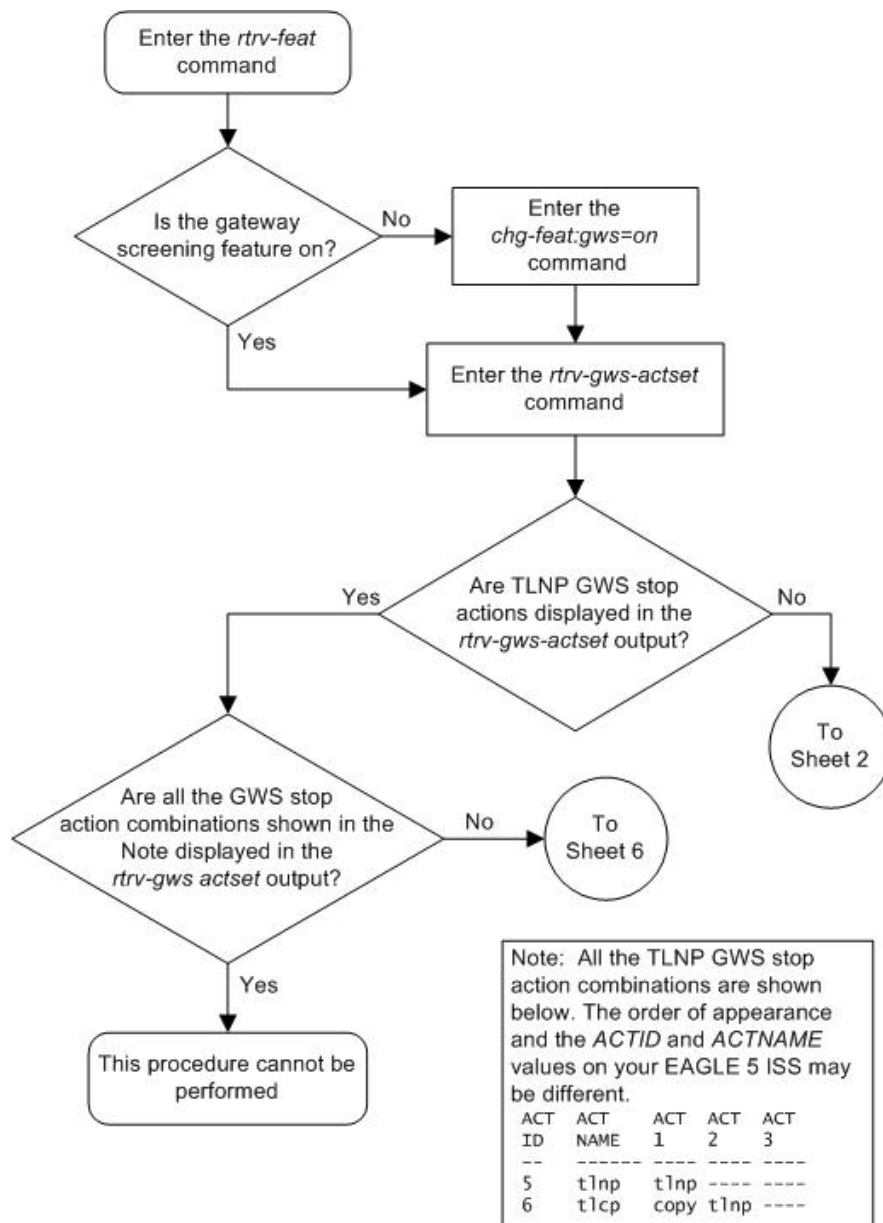 Enter the rtrv-feat
command
Is the gateway
screening feature on?
No
Enter the
chg-feat:gws=on
command
Yes
Enter the rtrv-gws-actset
command
Are TLNP GWS stop
actions displayed in the
rtrv-gws-actset output?
Yes
No
To
Sheet 2
Are all the GWS stop
action combinations shown in the
Note displayed in the
rtrv-gws actset output?
No
To
Sheet 6
Yes
This procedure cannot be
performed
Note: All the TLNP GWS stop
action combinations are shown
below. The order of appearance
and the ACTID and ACTNAME
values on your EAGLE 5 ISS may
be different.
ACT ACT ACT ACT ACT
ID NAME 1 2 3
-- ------ ---- ---- ----
5 tlnp tlnp ---- ----
6 tlcp copy tlnp ----